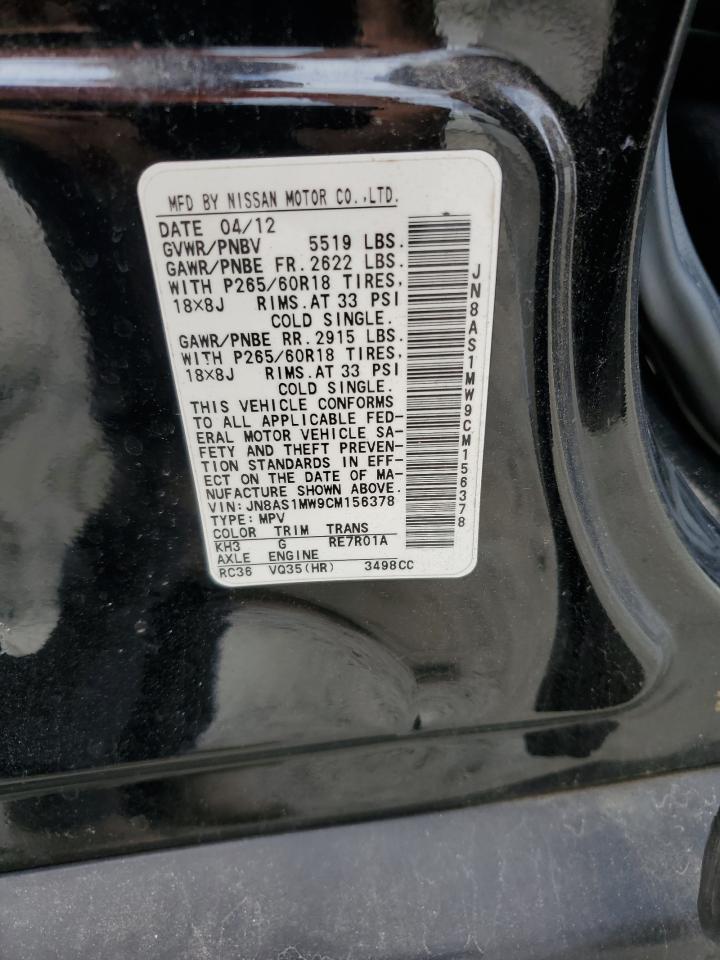 MFD BY NISSAN MOTOR CO.,LTD.
DATE 04/12
GVWR/PNBV 5519 LBS.
GAWR/PNBE FR. 2622 LBS.
WITH P265/60R18 TIRES,
18X8J RIMS.AT 33 PSI
COLD SINGLE.
GAWR/PNBE RR. 2915 LBS.
WITH P265/60R18 TIRES,
18X8J RIMS.AT 33 PSI
COLD SINGLE.
THIS VEHICLE CONFORMS
TO ALL APPLICABLE FED-
ERAL MOTOR VEHICLE SA-
FETY AND THEFT PREVEN-
TION STANDARDS IN EFF-
ECT ON THE DATE OF MA-
NUFACTURE SHOWN ABOVE.
VIN:JN8AS1MW9CM156378
TYPE:MPV
COLOR TRIM TRANS
KH3 G RE7R01A
AXLE ENGINE
RC36 VQ35(HR) 3498CC
JN8AS1MW9CM156378